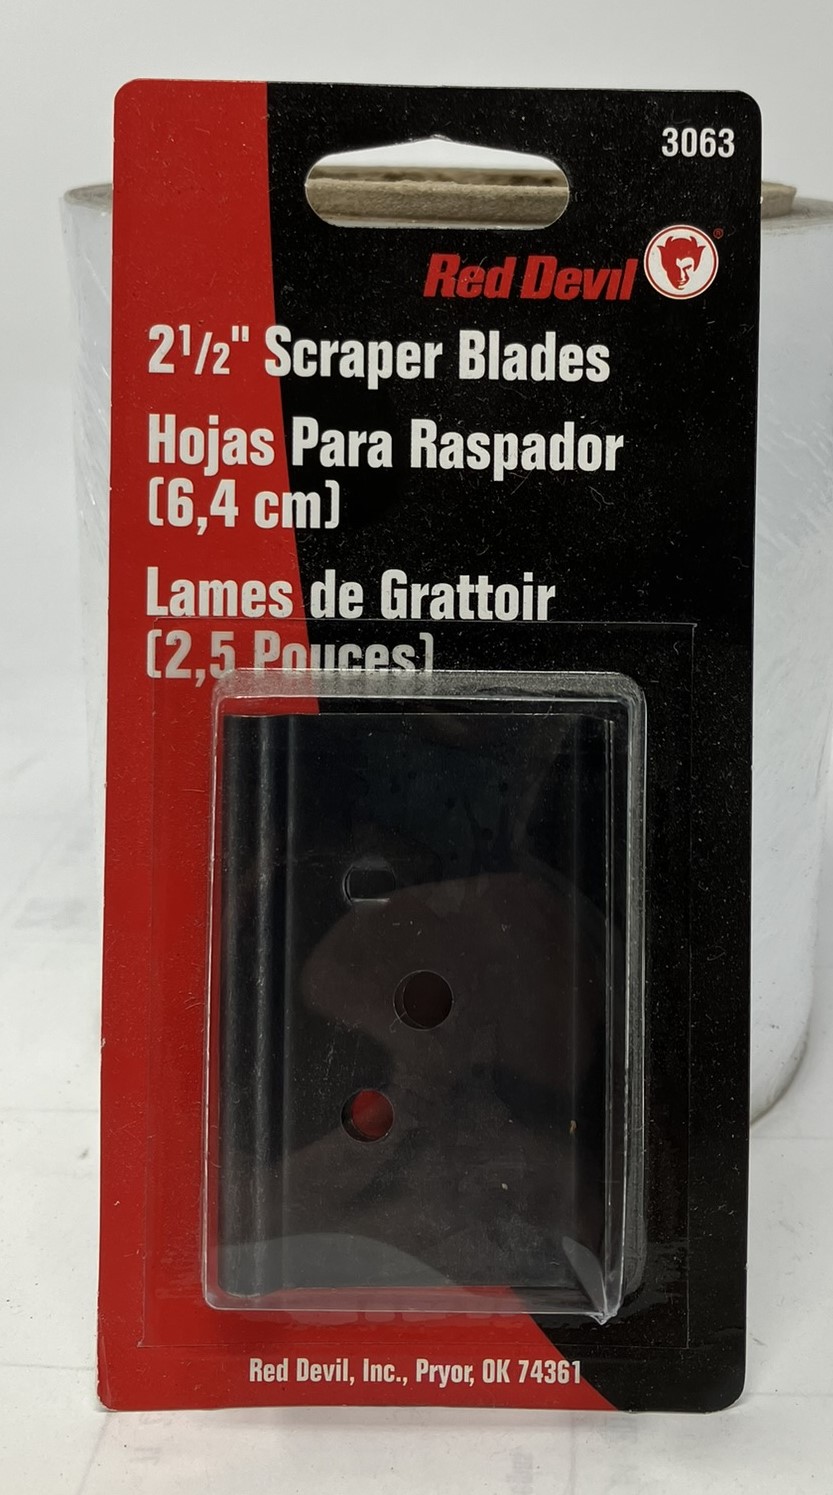 3063
Red Devil ®
2 1/2" Scraper Blades
Hojas Para Raspador
(6,4 cm)
Lames de Grattoir
(2,5 Pouces)
Red Devil, Inc., Pryor, OK 74361